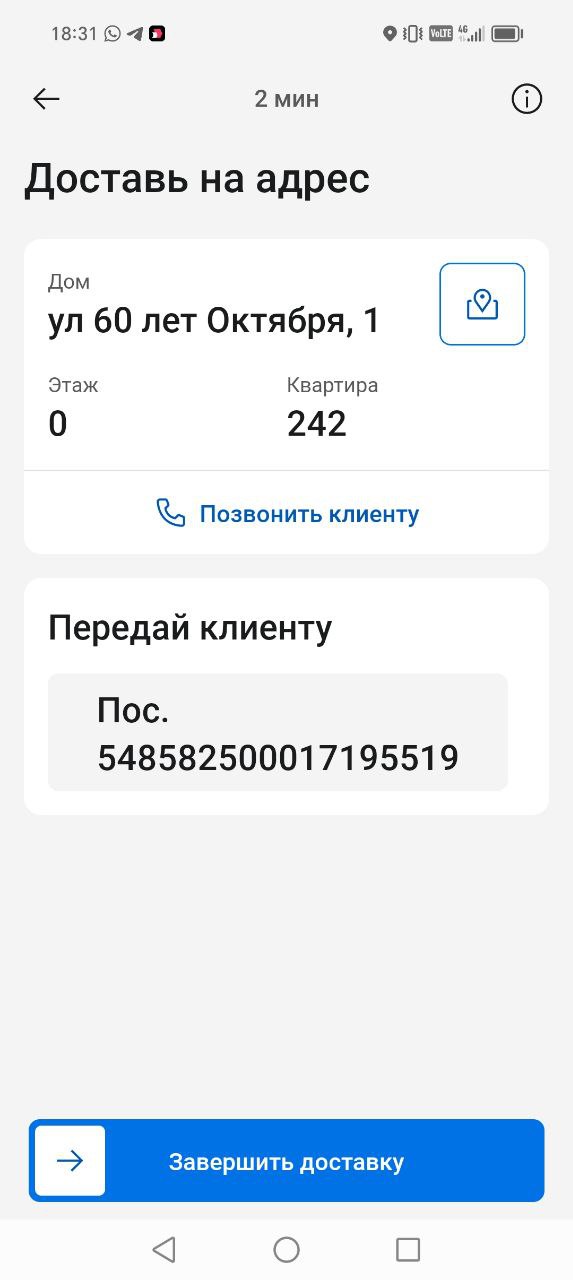 18:31
VoLTE 4G
2 мин
Доставь на адрес
Дом
ул 60 лет Октября, 1
Этаж
Квартира
0
242
Позвонить клиенту
Передай клиенту
Пос.
548582500017195519
Завершить доставку